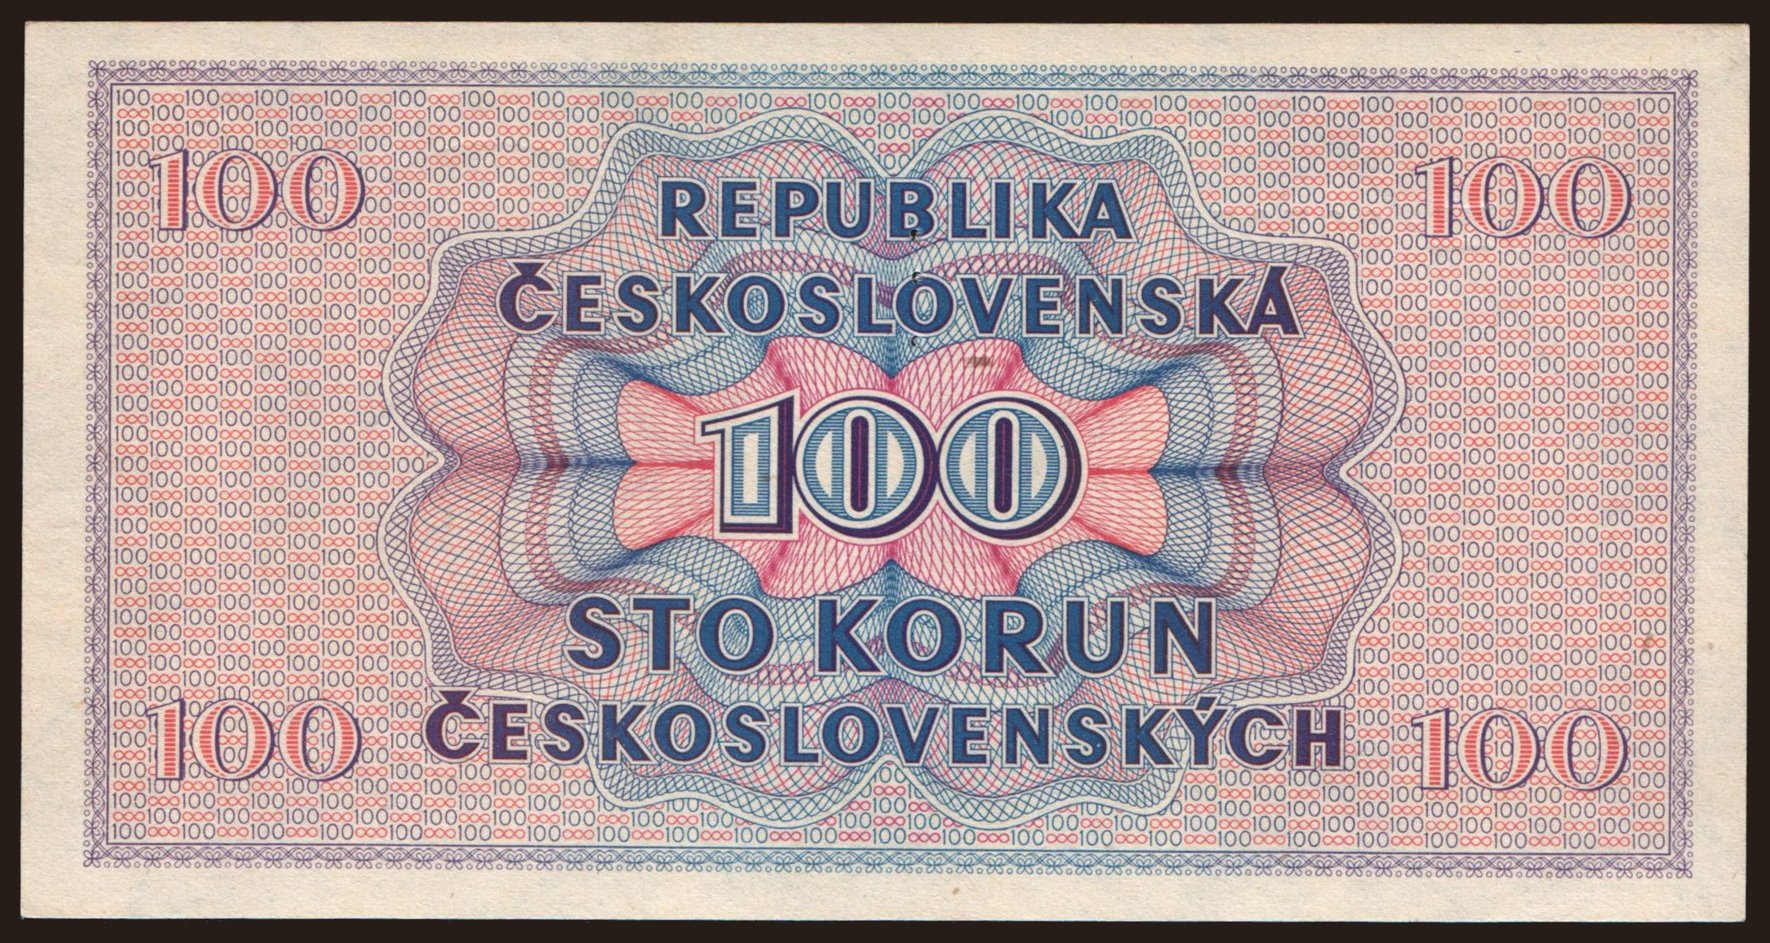 100 100
REPUBLIKA
ČESKOSLOVENSKÁ
100
STO KORUN
ČESKOSLOVENSKÝCH
100 100